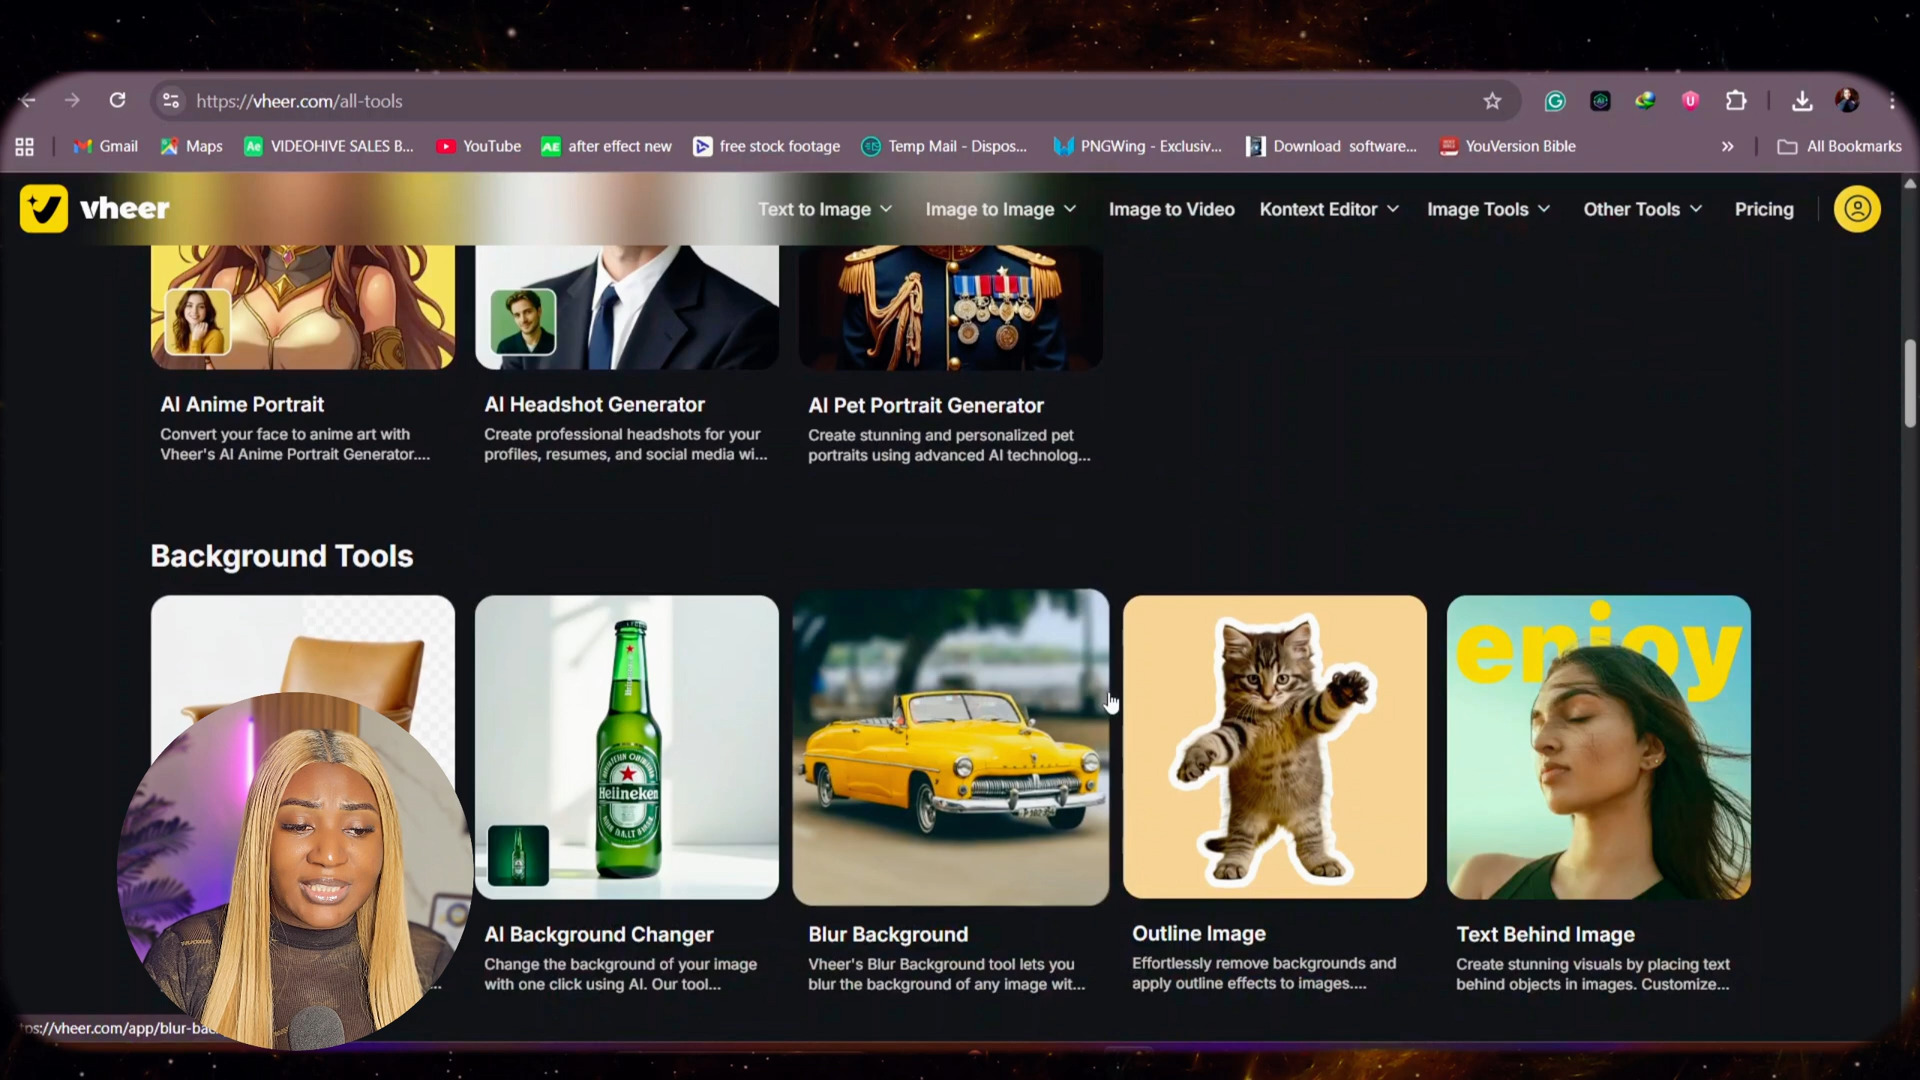 https://vheer.com/all-tools
Gmail
Maps
VIDEOHIVE SALES B...
YouTube
after effect new
free stock footage
Temp Mail - Dispos...
PNGWing - Exclusiv...
Download software...
YouVersion Bible
All Bookmarks
vheer
Text to Image
Image to Image
Image to Video
Kontext Editor
Image Tools
Other Tools
Pricing
AI Anime Portrait
Convert your face to anime art with
Vheer's AI Anime Portrait Generator....
AI Headshot Generator
Create professional headshots for your
profiles, resumes, and social media wi...
AI Pet Portrait Generator
Create stunning and personalized pet
portraits using advanced AI technolog...
Background Tools
Heineken
enjoy
AI Background Changer
Change the background of your image
with one click using AI. Our tool...
Blur Background
Vheer's Blur Background tool lets you
blur the background of any image wit...
Outline Image
Effortlessly remove backgrounds and
apply outline effects to images....
Text Behind Image
Create stunning visuals by placing text
behind objects in images. Customize...
ps://vheer.com/app/blur-ba